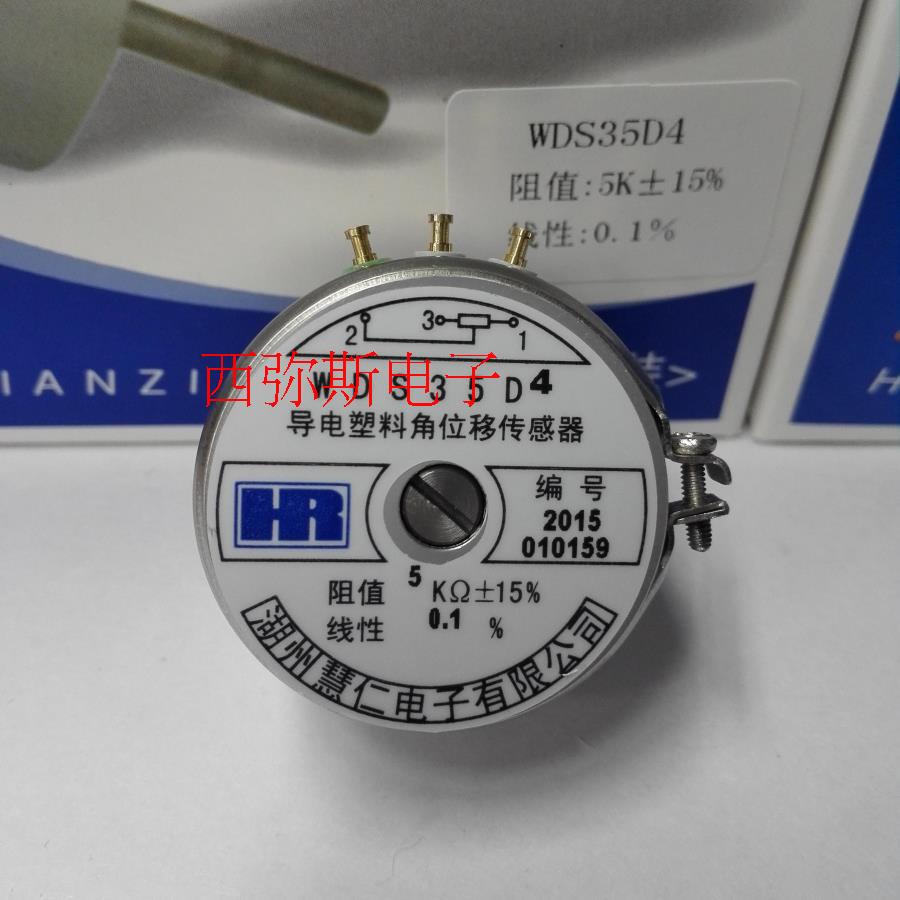 WDS35D4
阻值:5K±15%
线性:0.1%
2 3 1
西弥斯电子
WDS35D4
导电塑料角位移传感器
HR
编号
2015
010159
阻值 5 KΩ±15%
线性 0.1 %
湖州慧仁电子有限公司
IANZI
H